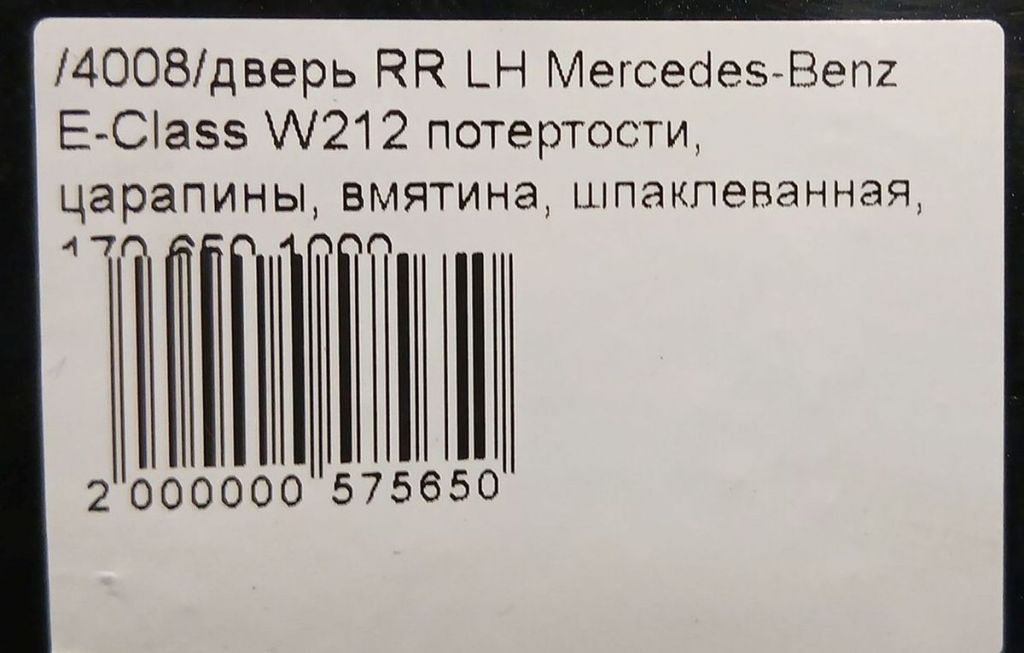 /4008/дверь RR LH Mercedes-Benz
E-Class W212 потертости,
царапины, вмятина, шпаклеванная,
2 000000 575650